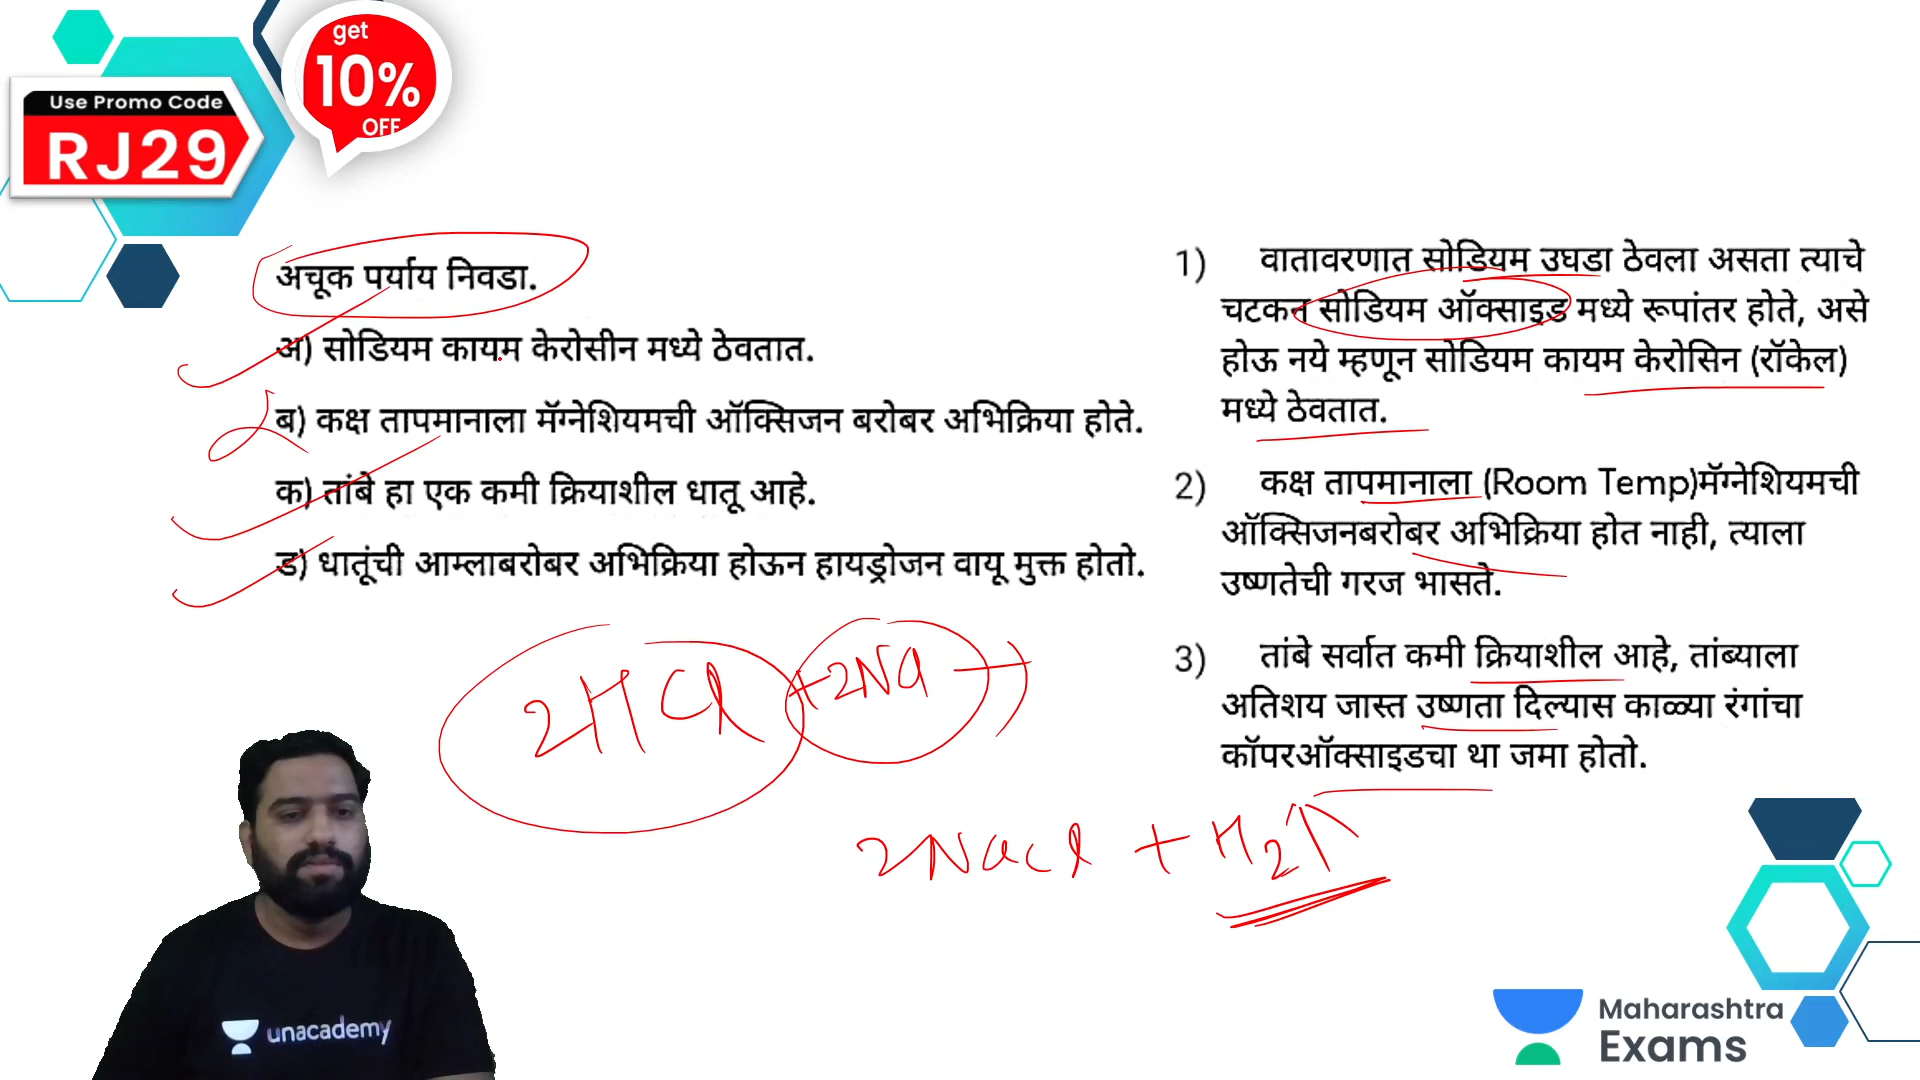 get
10%
OFF
Use Promo Code
RJ29
अचूक पर्याय निवडा.
अ) सोडियम कायम केरोसीन मध्ये ठेवतात.
ब) कक्ष तापमानाला मॅग्नेशियमची ऑक्सिजन बरोबर अभिक्रिया होते.
क) तांबे हा एक कमी क्रियाशील धातू आहे.
ड) धातूंची आम्लाबरोबर अभिक्रिया होऊन हायड्रोजन वायू मुक्त होतो.
1) वातावरणात सोडियम उघडा ठेवला असता त्याचे
चटकन सोडियम ऑक्साइड मध्ये रूपांतर होते, असे
होऊ नये म्हणून सोडियम कायम केरोसिन (रॉकेल)
मध्ये ठेवतात.
2) कक्ष तापमानाला (Room Temp)मॅग्नेशियमची
ऑक्सिजनबरोबर अभिक्रिया होत नाही, त्याला
उष्णतेची गरज भासते.
3) तांबे सर्वात कमी क्रियाशील आहे, तांब्याला
अतिशय जास्त उष्णता दिल्यास काळ्या रंगांचा
कॉपरऑक्साइडचा था जमा होतो.
2HCl + 2Na →
2NaCl + H2↑
unacademy
Maharashtra
Exams